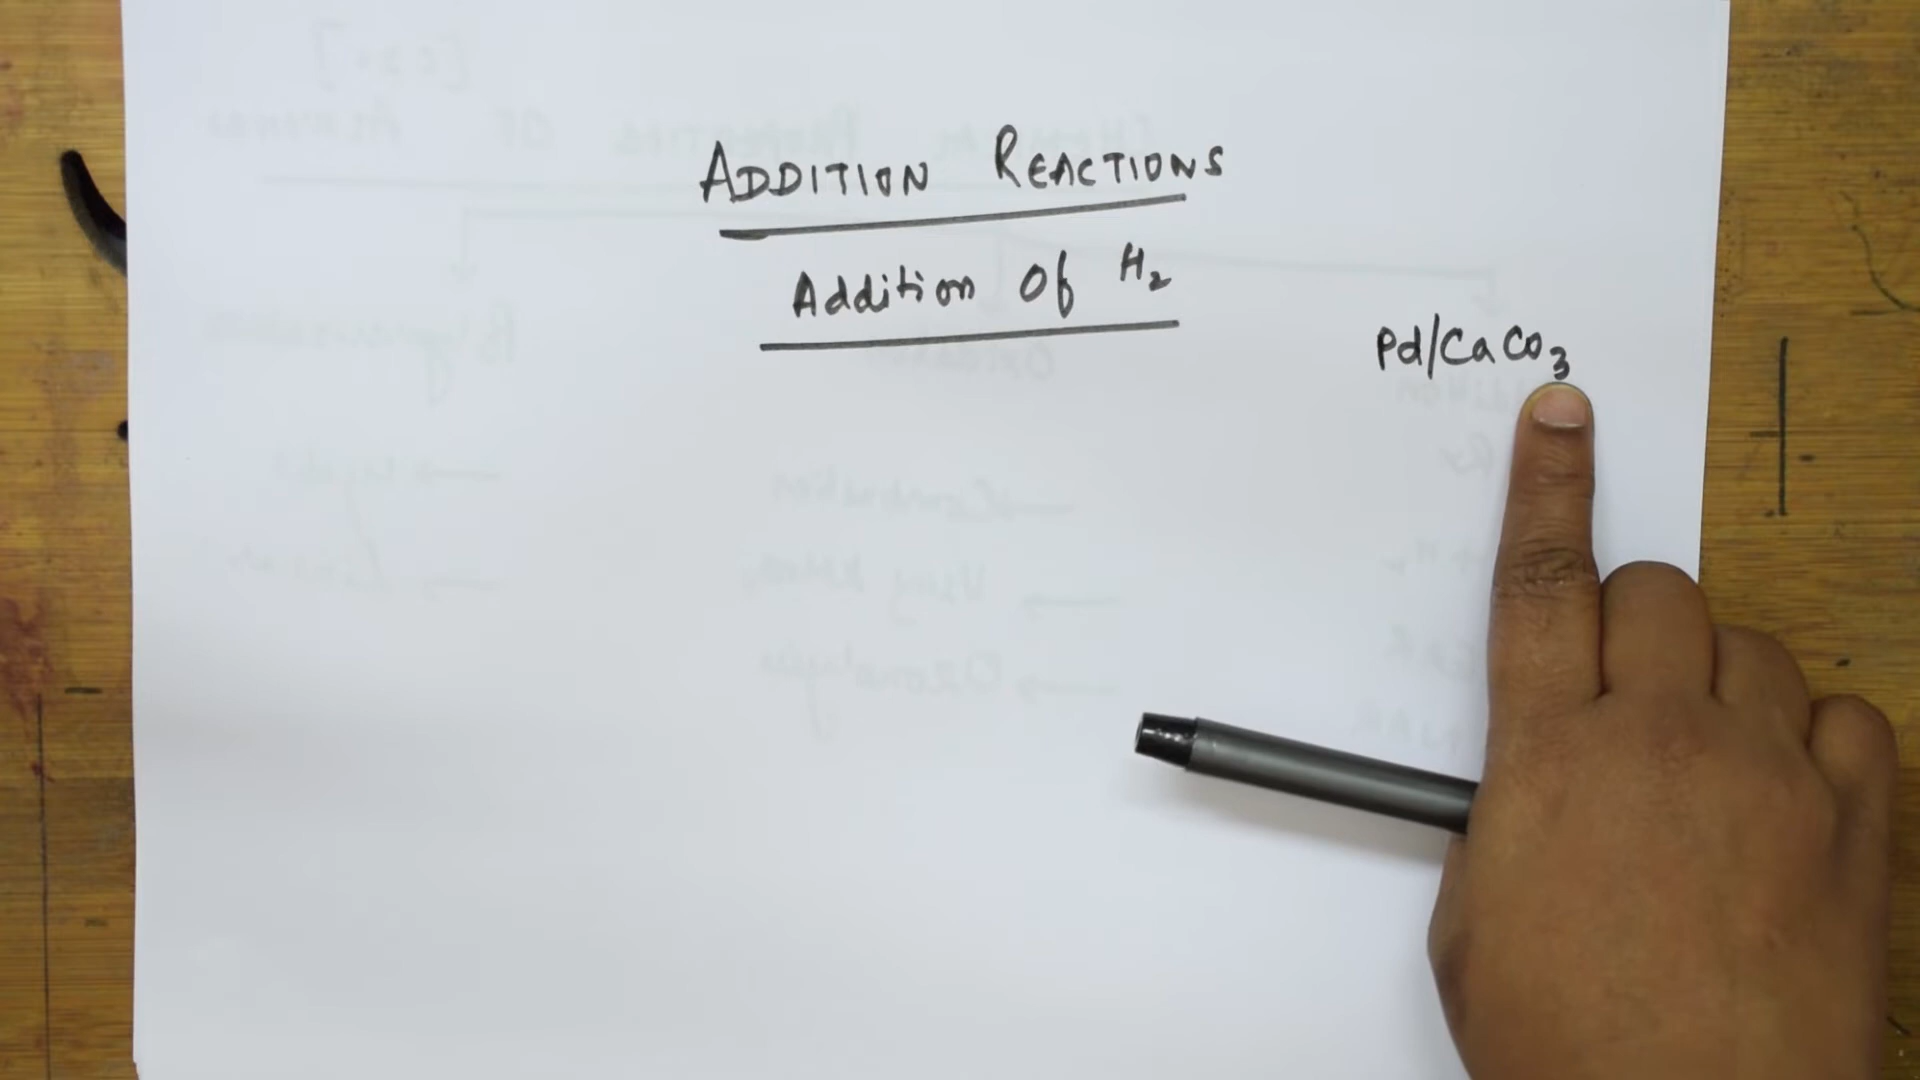 ADDITION REACTIONS
Addition Of H₂
Pd/CaCO₃